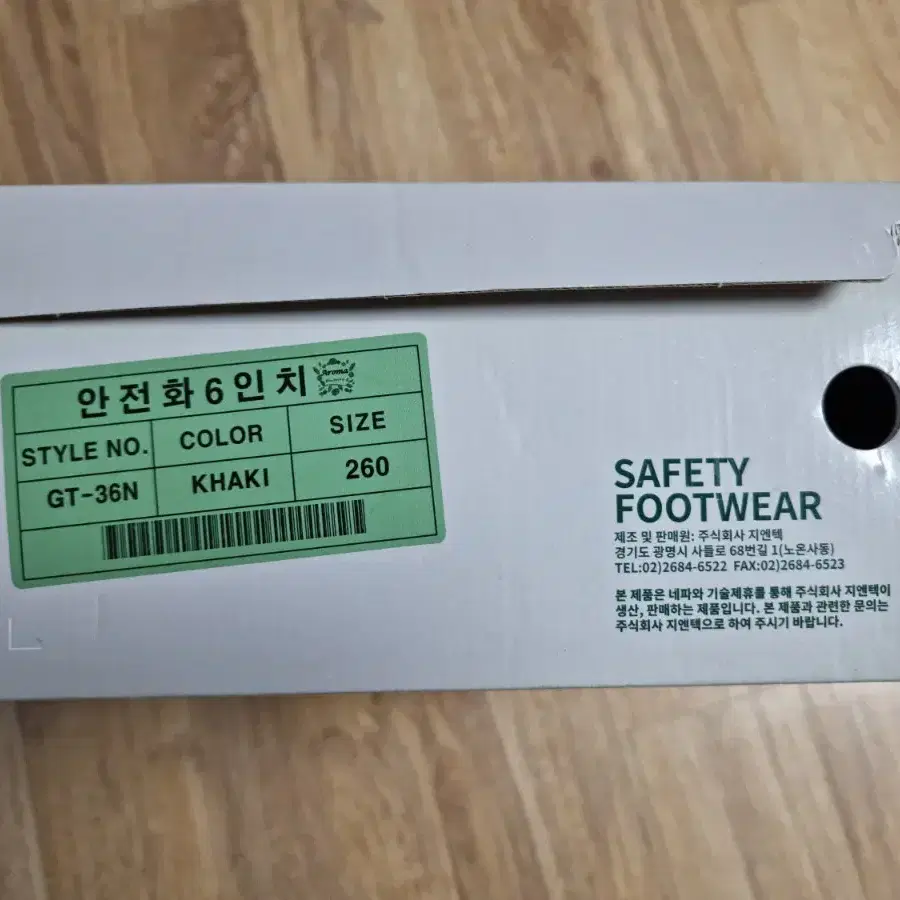 안전화6인치 Aroma
STYLE NO. COLOR SIZE
GT-36N KHAKI 260
SAFETY
FOOTWEAR
제조 및 판매원: 주식회사 지엔텍
경기도 광명시 사들로 68번길 1(노온사동)
TEL:02)2684-6522 FAX:02)2684-6523
본 제품은 네파와 기술제휴를 통해 주식회사 지엔텍이
생산, 판매하는 제품입니다. 본 제품과 관련한 문의는
주식회사 지엔텍으로 하여 주시기 바랍니다.